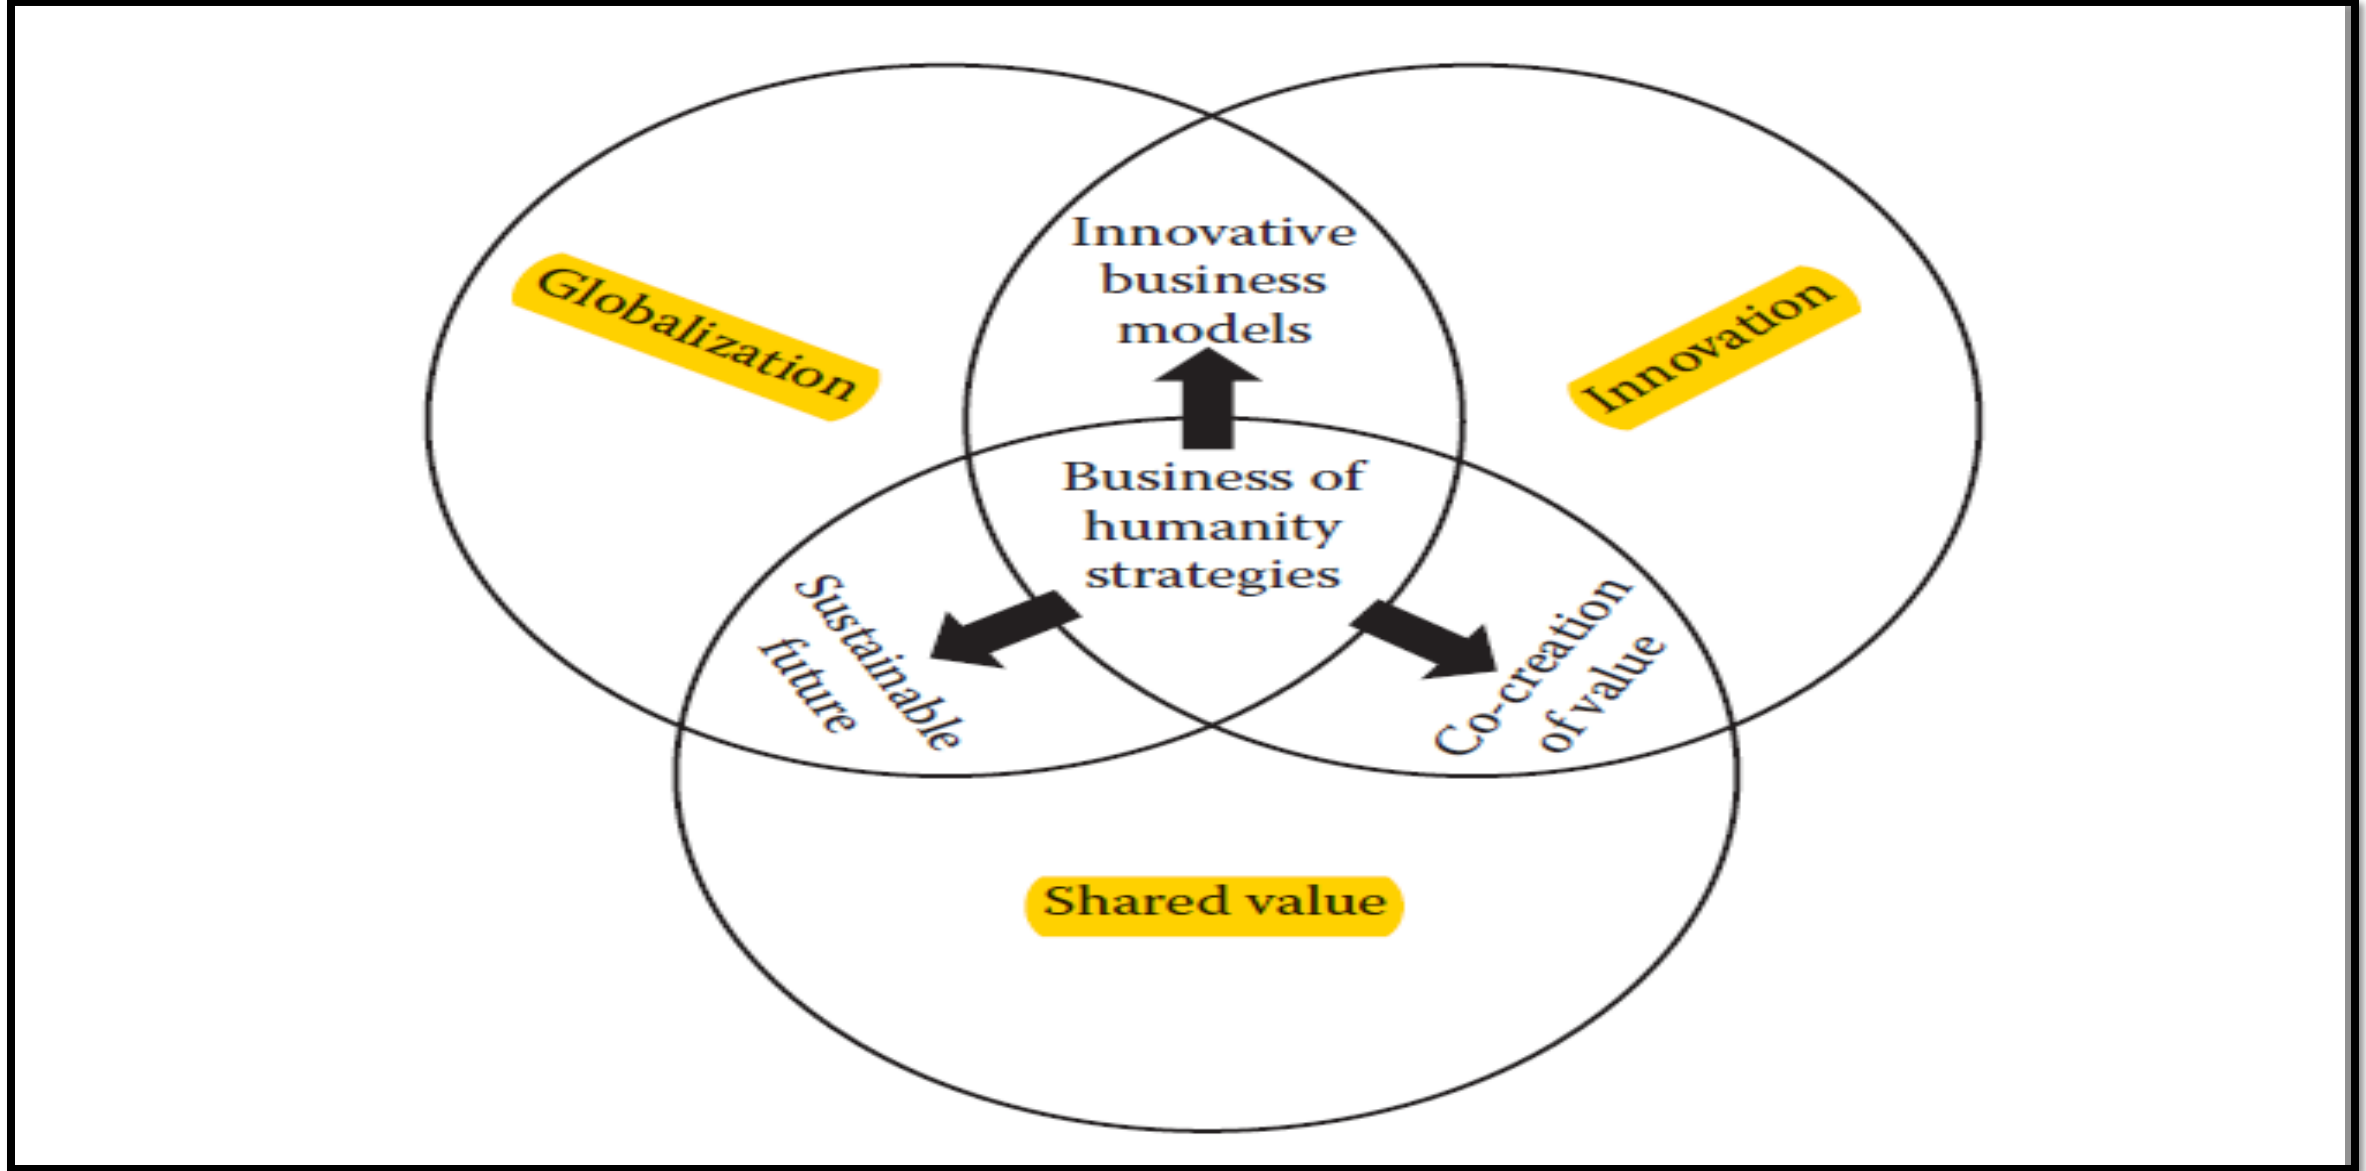 Innovative
business
models
Globalization
Innovation
Business of
humanity
strategies
Sustainable
future
Co-creation
of value
Shared value